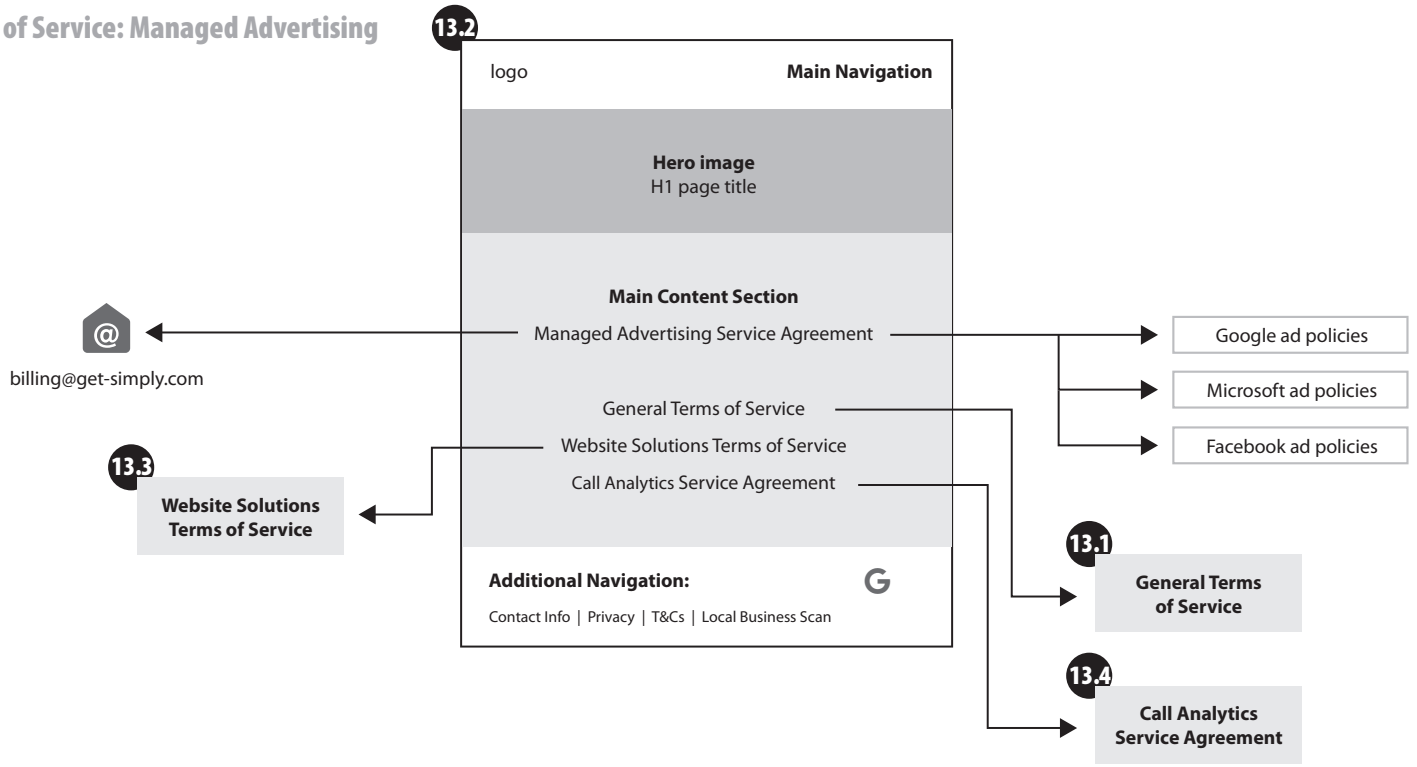 of Service: Managed Advertising
13.2
logo
Main Navigation
Hero image
H1 page title
Main Content Section
Managed Advertising Service Agreement
@
billing@get-simply.com
Google ad policies
Microsoft ad policies
Facebook ad policies
General Terms of Service
Website Solutions Terms of Service
Call Analytics Service Agreement
13.3
Website Solutions
Terms of Service
13.1
General Terms
of Service
Additional Navigation:
G
Contact Info | Privacy | T&Cs | Local Business Scan
13.4
Call Analytics
Service Agreement